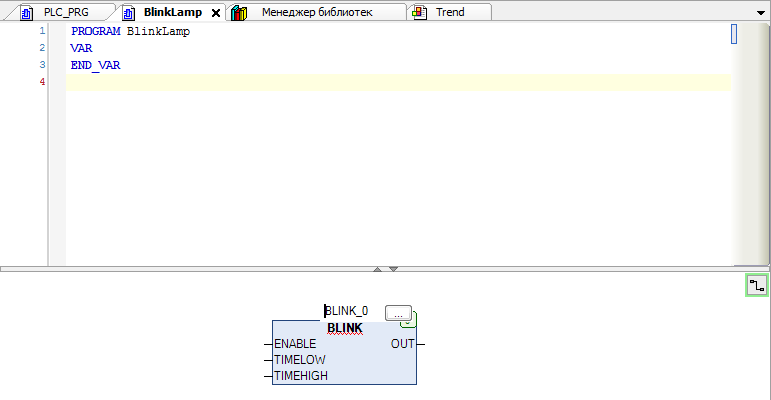 PLC_PRG BlinkLamp Менеджер библиотек Trend
1 PROGRAM BlinkLamp
2 VAR
3 END_VAR
4
BLINK_0 ...
BLINK
ENABLE OUT
TIMELOW
TIMEHIGH